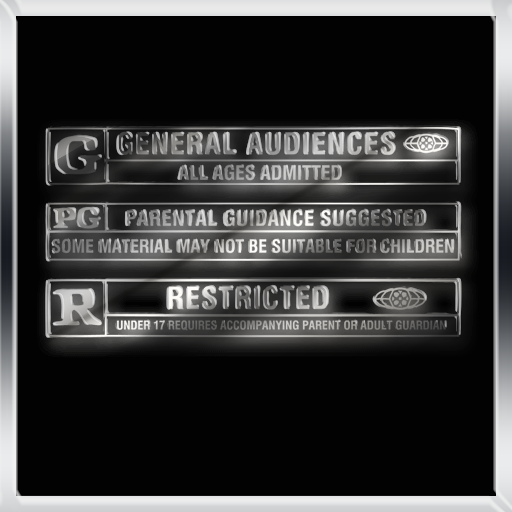 G GENERAL AUDIENCES
ALL AGES ADMITTED
PG PARENTAL GUIDANCE SUGGESTED
SOME MATERIAL MAY NOT BE SUITABLE FOR CHILDREN
R RESTRICTED
UNDER 17 REQUIRES ACCOMPANYING PARENT OR ADULT GUARDIAN